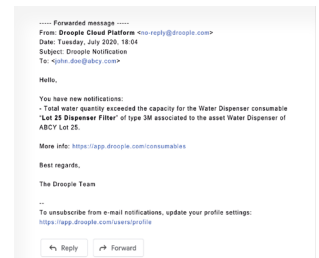 ----- Forwarded message -----
From: Droople Cloud Platform <no-reply@droople.com>
Date: Tuesday, July 2020, 18:04
Subject: Droople Notification
To: <john.doe@abcy.com>
Hello,
You have new notifications:
- Total water quantity exceeded the capacity for the Water Dispenser consumable
"Lot 25 Dispenser Filter" of type 3M associated to the asset Water Dispenser of
ABCY Lot 25.
More info: https://app.droople.com/consumables
Best regards,
The Droople Team
--
To unsubscribe from e-mail notifications, update your profile settings:
https://app.droople.com/users/profile
Reply Forward